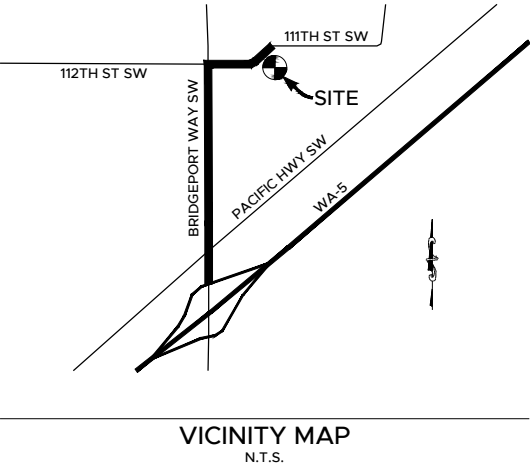 111TH ST SW
112TH ST SW
SITE
BRIDGEPORT WAY SW
PACIFIC HWY SW
WA-5
VICINITY MAP
N.T.S.